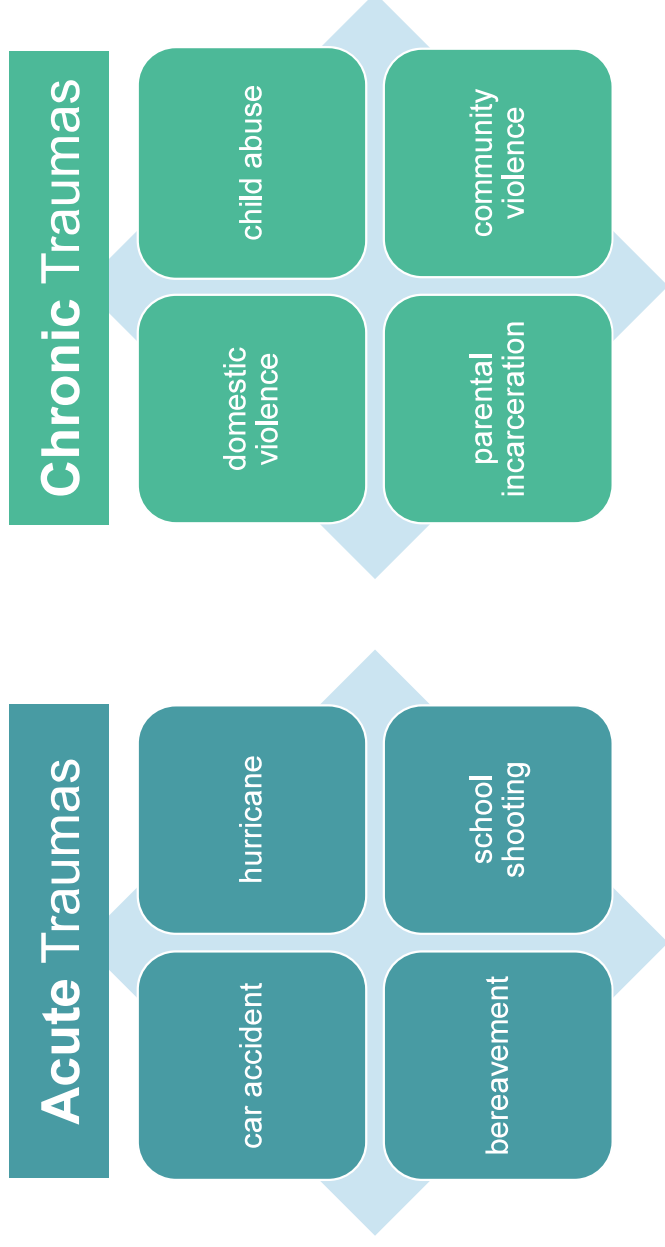 Acute Traumas
car accident
hurricane
bereavement
school
shooting
Chronic Traumas
domestic
violence
child abuse
parental
incarceration
community
violence